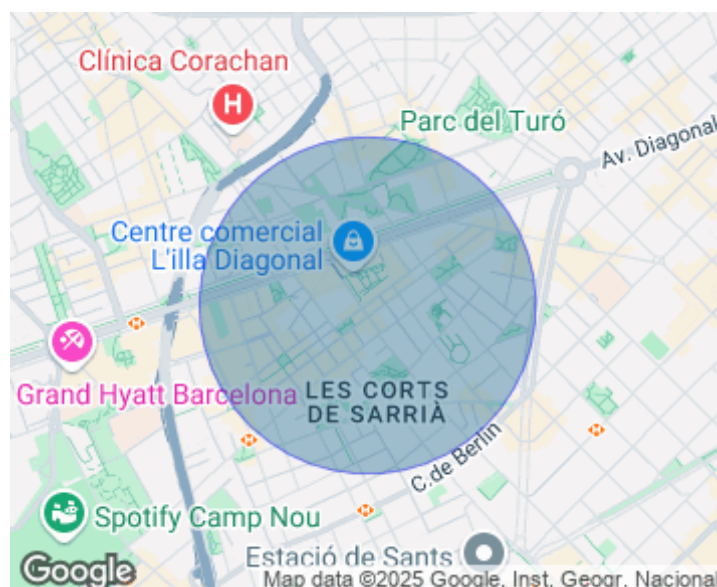 Clínica Corachan
H
Parc del Turó
Av. Diagonal
Centre comercial
L'illa Diagonal
Grand Hyatt Barcelona
LES CORTS
DE SARRIÀ
C.de Berlín
Spotify Camp Nou
Estació de Sants
Google
Map data ©2025 Google, Inst. Geogr. Nacional